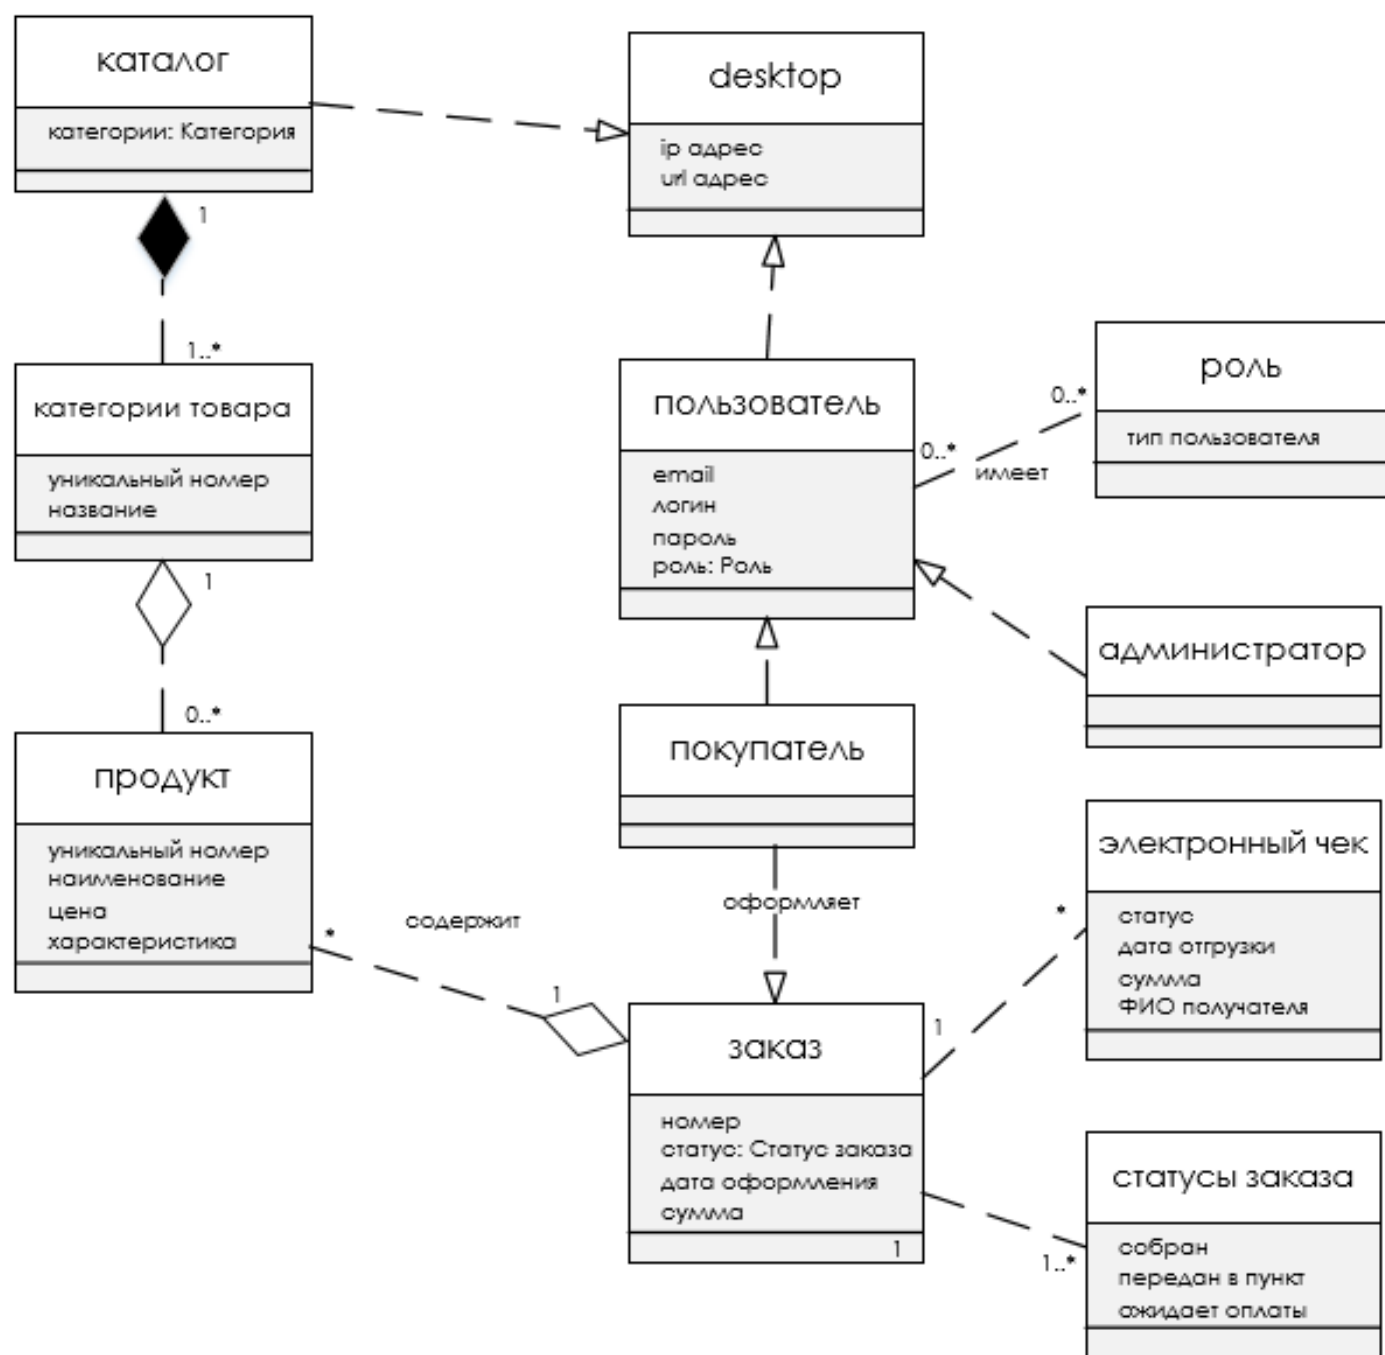 каталог
категории: Категория
1
1..*
категории товара
уникальный номер
название
1
0..*
продукт
уникальный номер
наименование
цена
характеристика
*
содержит
1
desktop
ip адрес
url адрес
пользователь
email
логин
пароль
роль: Роль
0..*
имеет
0..*
роль
тип пользователя
администратор
покупатель
оформляет
заказ
номер
статус: Статус заказа
дата оформления
сумма
1
1
*
электронный чек
статус
дата отгрузки
сумма
ФИО получателя
1..*
статусы заказа
собран
передан в пункт
ожидает оплаты